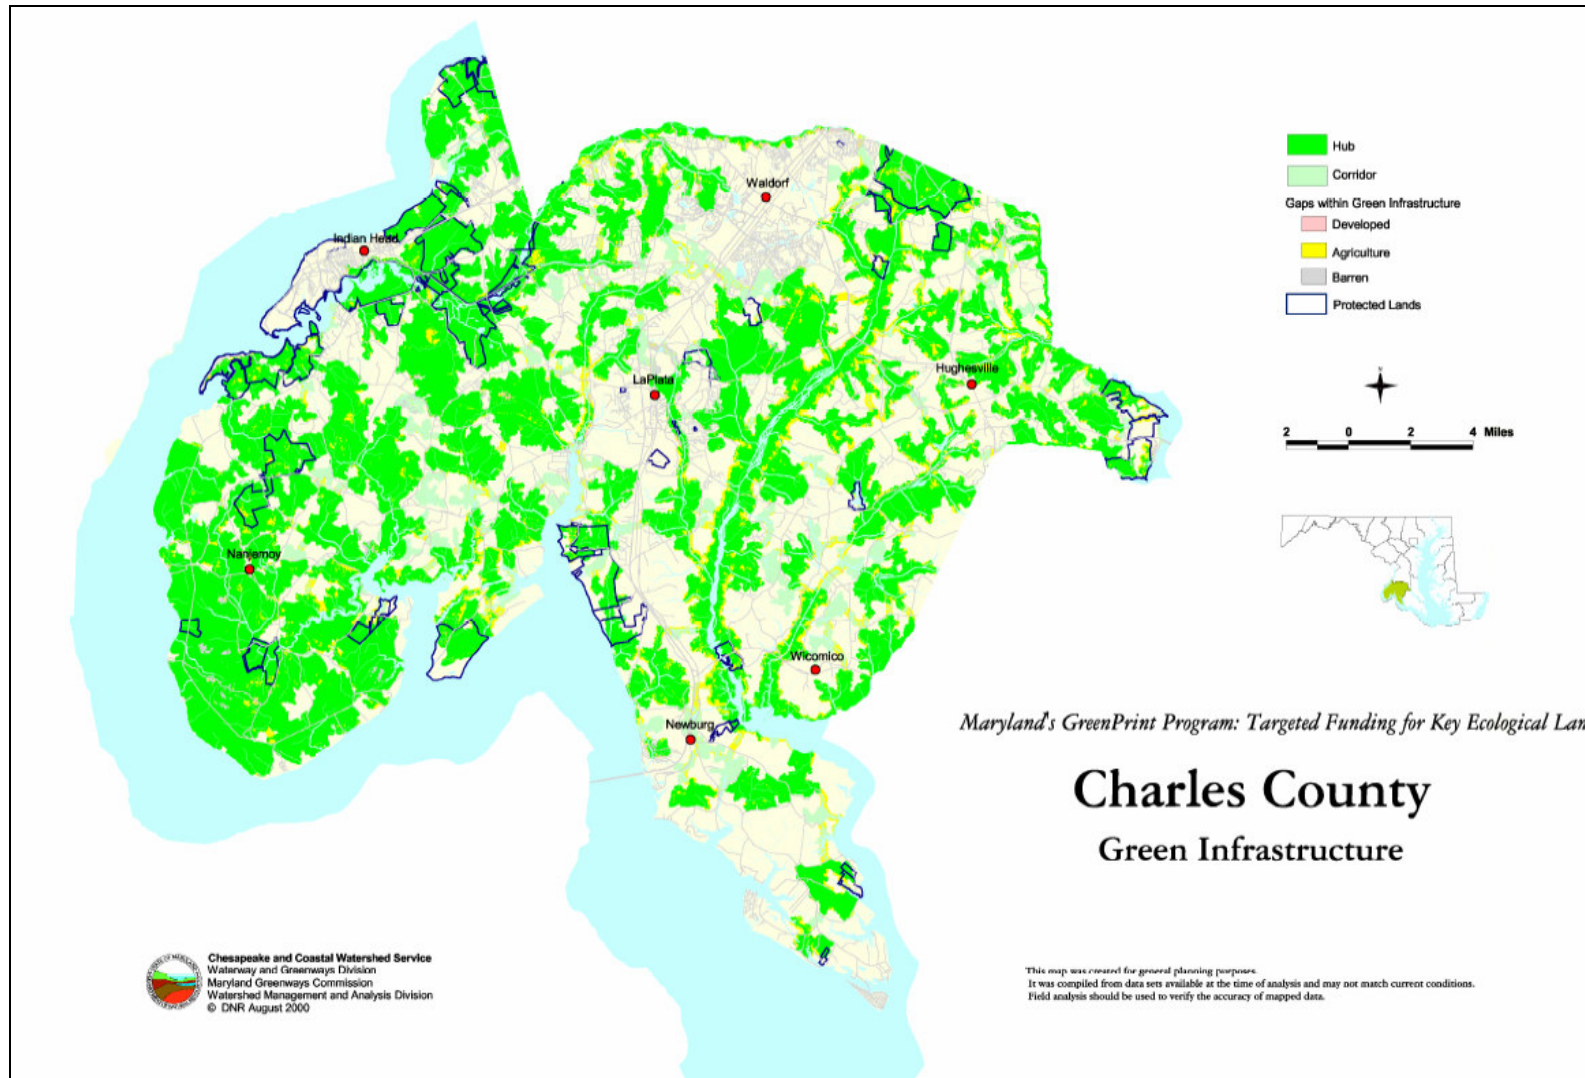 Hub
Corridor
Gaps within Green Infrastructure
Developed
Agriculture
Barren
Protected Lands
N
2 0 2 4 Miles
Waldorf
Indian Head
LaPlata
Hughesville
Nanjemoy
Wicomico
Newburg
Maryland's GreenPrint Program: Targeted Funding for Key Ecological Lan
Charles County
Green Infrastructure
Chesapeake and Coastal Watershed Service
Waterway and Greenways Division
Maryland Greenways Commission
Watershed Management and Analysis Division
© DNR August 2000
This map was created for general planning purposes.
It was compiled from data sets available at the time of analysis and may not match current conditions.
Field analysis should be used to verify the accuracy of mapped data.